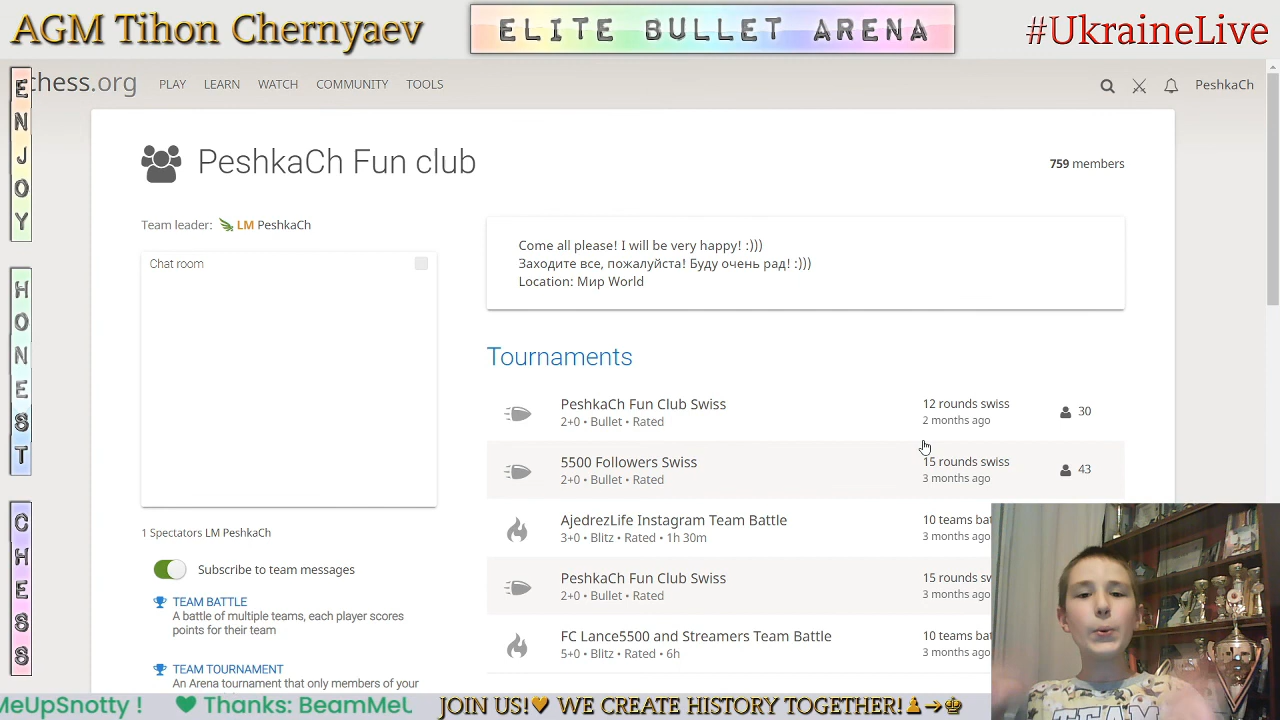 AGM Tihon Chernyaev
ELITE BULLET ARENA
#UkraineLive
chess.org
PLAY LEARN WATCH COMMUNITY TOOLS
PeshkaCh
ENJOY
HONEST
CHESS
PeshkaCh Fun club
759 members
Team leader: LM PeshkaCh
Chat room
Come all please! I will be very happy! :)))
Заходите все, пожалуйста! Буду очень рад! :)))
Location: Мир World
Tournaments
PeshkaCh Fun Club Swiss
2+0 • Bullet • Rated
12 rounds swiss
2 months ago
30
5500 Followers Swiss
2+0 • Bullet • Rated
15 rounds swiss
3 months ago
43
AjedrezLife Instagram Team Battle
3+0 • Blitz • Rated • 1h 30m
10 teams bat
3 months ago
PeshkaCh Fun Club Swiss
2+0 • Bullet • Rated
15 rounds sw
3 months ago
FC Lance5500 and Streamers Team Battle
5+0 • Blitz • Rated • 6h
10 teams bat
3 months ago
1 Spectators LM PeshkaCh
Subscribe to team messages
TEAM BATTLE
A battle of multiple teams, each player scores
points for their team
TEAM TOURNAMENT
An Arena tournament that only members of your
TEAM
MeUpSnotty ! 💚 Thanks: BeamMeU
JOIN US!🧡 WE CREATE HISTORY TOGETHER!♟→♚